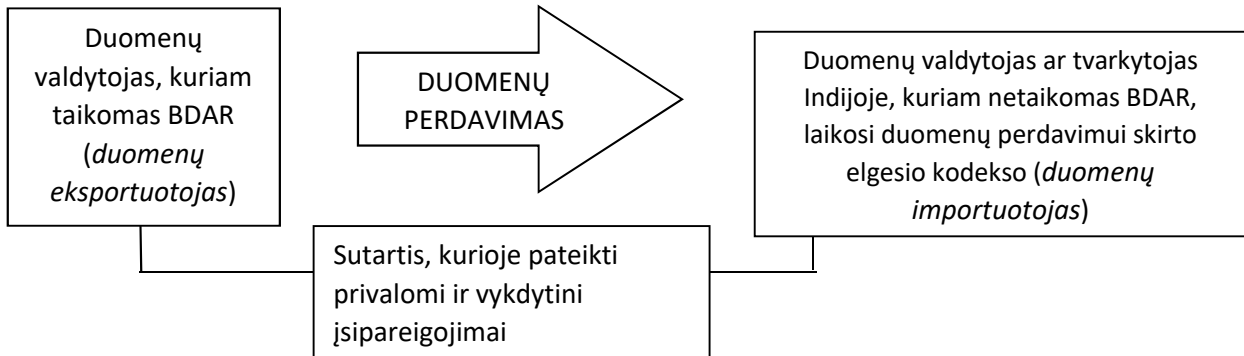 Duomenų
valdytojas, kuriam
taikomas BDAR
(duomenų
eksportuotojas)
DUOMENŲ
PERDAVIMAS
Duomenų valdytojas ar tvarkytojas
Indijoje, kuriam netaikomas BDAR,
laikosi duomenų perdavimui skirto
elgesio kodekso (duomenų
importuotojas)
Sutartis, kurioje pateikti
privalomi ir vykdytini
įsipareigojimai